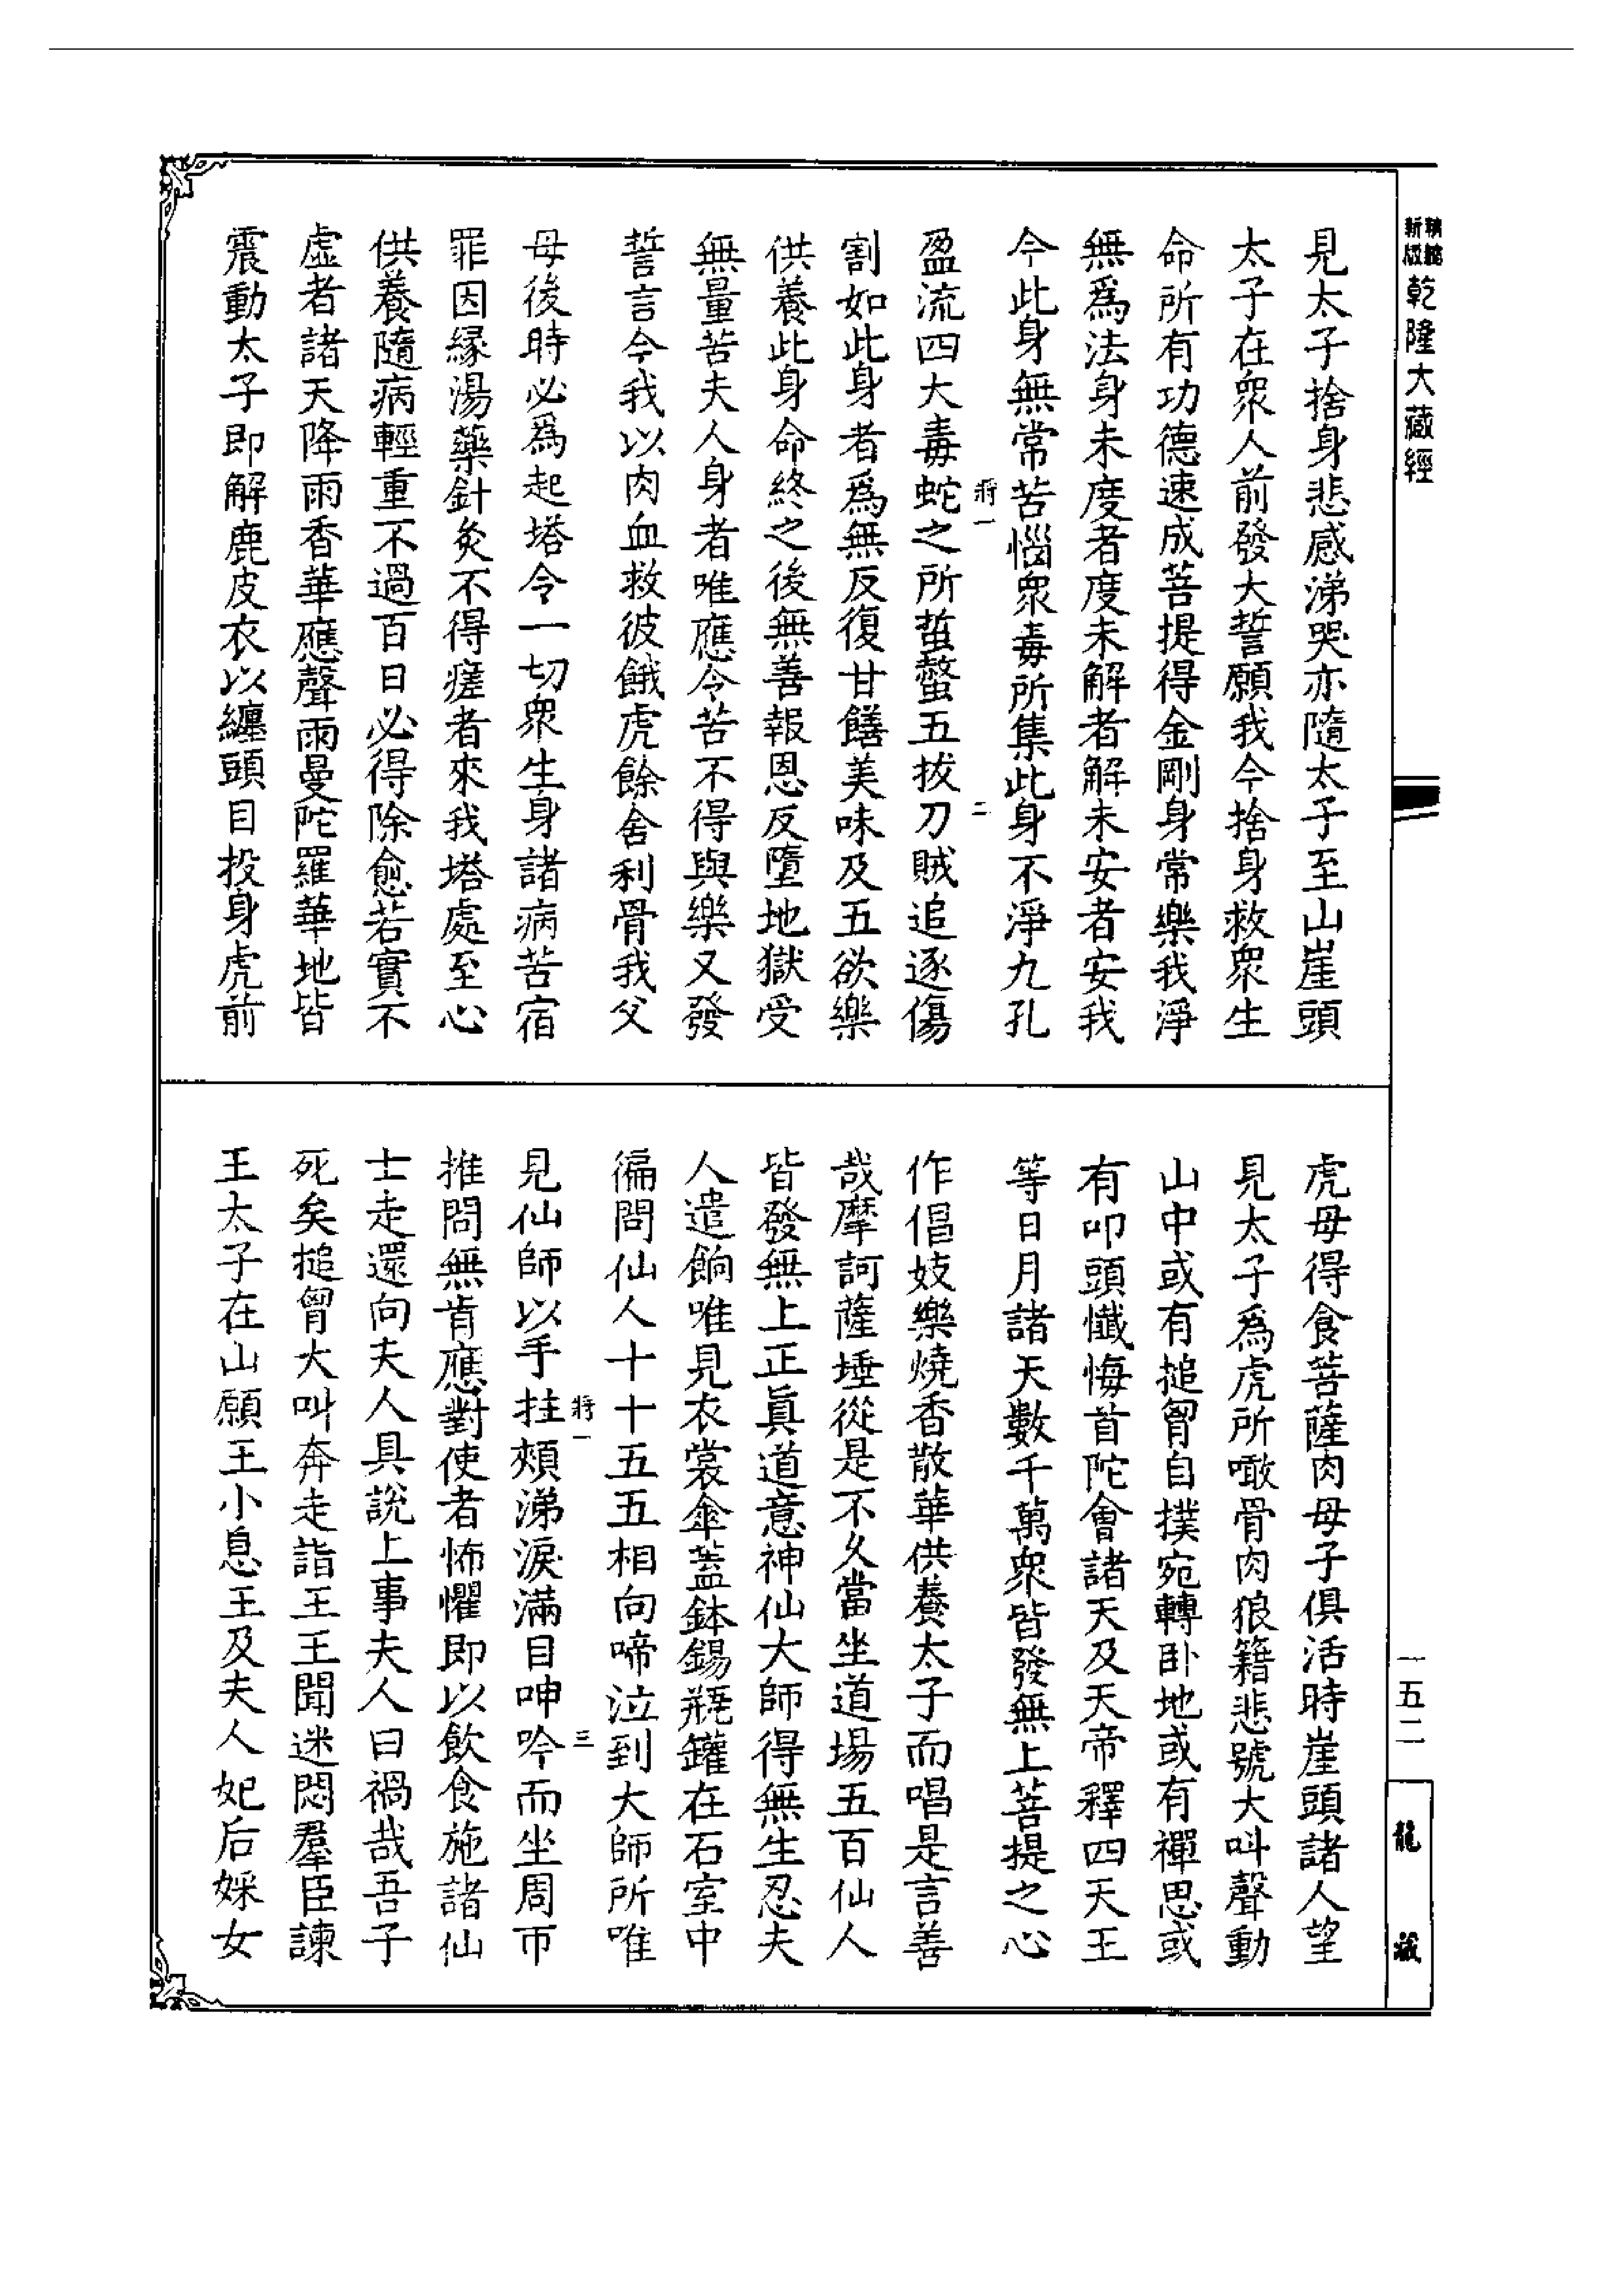 新版精編
乾隆大藏經
見太子捨身悲感涕哭亦隨太子至山崖頭
太子在衆人前發大誓願我今捨身救衆生
命所有功德速成菩提得金剛身常樂我淨
無爲法身未度者度未解者解未安者安我
今此身無常苦惱衆毒所集此身不淨九孔
將一 二
盈流四大毒蛇之所蜇螫五拔刀賊追逐傷
割如此身者爲無反復甘饍美味及五欲樂
供養此身命終之後無善報恩反墮地獄受
無量苦夫人身者唯應令苦不得與樂又發
誓言今我以肉血救彼餓虎餘舍利骨我父
母後時必爲起塔令一切衆生身諸病苦宿
罪因緣湯藥針灸不得瘥者來我塔處至心
供養隨病輕重不過百日必得除愈若實不
虛者諸天降雨香華應聲雨曼陀羅華地皆
震動太子即解鹿皮衣以纏頭目投身虎前
虎母得食菩薩肉母子俱活時崖頭諸人望
見太子爲虎所噉骨肉狼籍悲號大叫聲動
山中或有搥胷自撲宛轉卧地或有禪思或
有叩頭懺悔首陀會諸天及天帝釋四天王
等日月諸天數千萬衆皆發無上菩提之心
作倡妓樂燒香散華供養太子而唱是言善
哉摩訶薩埵從是不久當坐道場五百仙人
皆發無上正眞道意神仙大師得無生忍夫
人遣餉唯見衣裳傘蓋鉢錫瓶罐在石室中
徧問仙人十十五五相向啼泣到大師所唯
將一 三
見仙師以手拄頰涕淚滿目呻吟而坐周帀
推問無肯應對使者怖懼即以飲食施諸仙
士走還向夫人具說上事夫人曰禍哉吾子
死矣搥胷大叫奔走詣王王聞迷悶羣臣諫
王太子在山願王小息王及夫人妃后婇女
一五二
龍藏